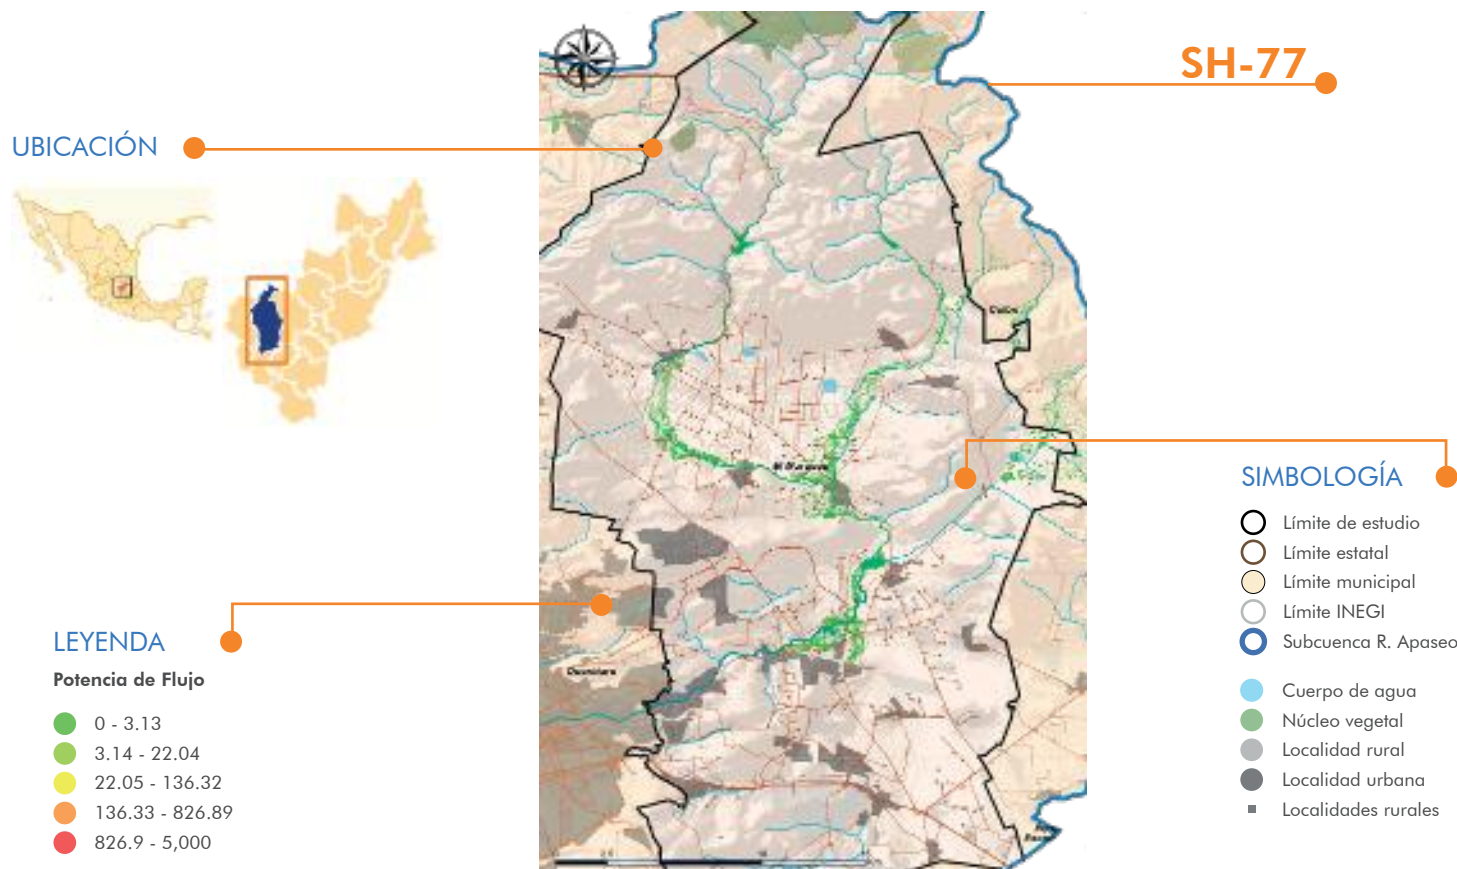 SH-77
UBICACIÓN
El Marqués
SIMBOLOGÍA
Límite de estudio
Límite estatal
Límite municipal
Límite INEGI
Subcuenca R. Apaseo
Cuerpo de agua
Núcleo vegetal
Localidad rural
Localidad urbana
Localidades rurales
LEYENDA
Potencia de Flujo
0 - 3.13
3.14 - 22.04
22.05 - 136.32
136.33 - 826.89
826.9 - 5,000